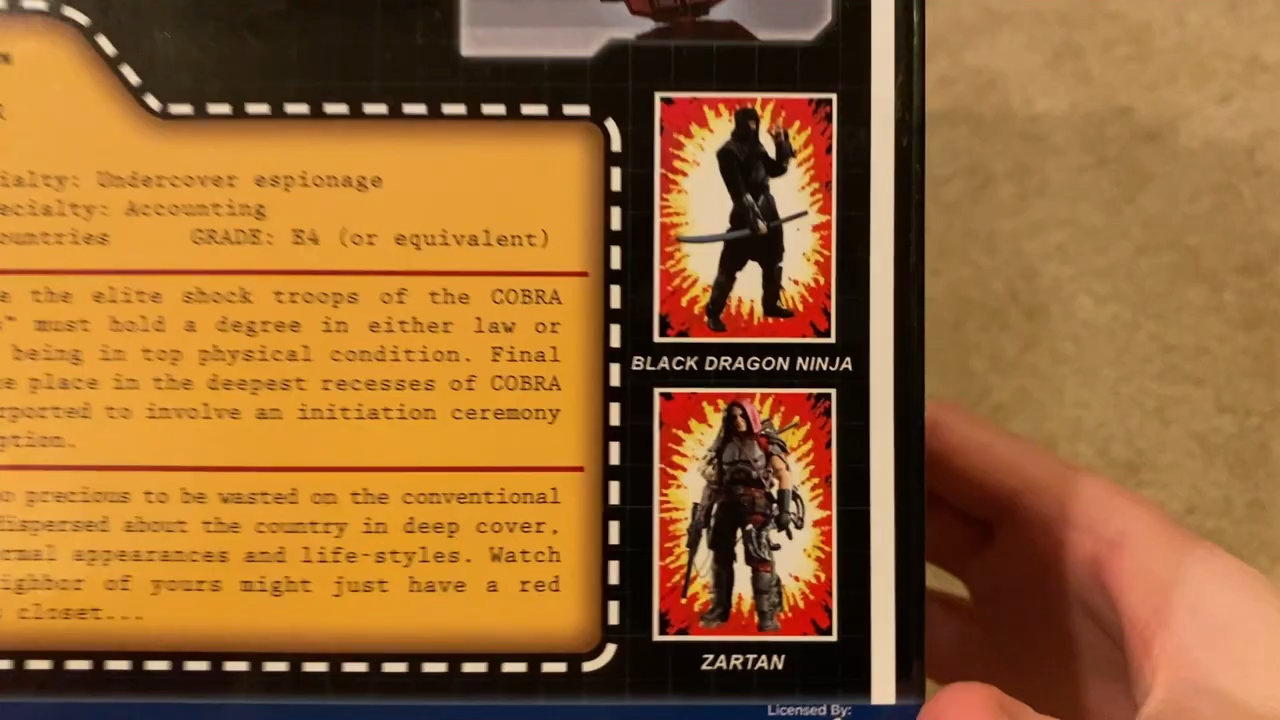 ialty: Undercover espionage
ecialty: Accounting
ountries GRADE: E4 (or equivalent)
e the elite shock troops of the COBRA
s" must hold a degree in either law or
being in top physical condition. Final
e place in the deepest recesses of COBRA
rported to involve an initiation ceremony
ption.
o precious to be wasted on the conventional
dispersed about the country in deep cover,
rmal appearances and life-styles. Watch
ighbor of yours might just have a red
closet...
BLACK DRAGON NINJA
ZARTAN
Licensed By: